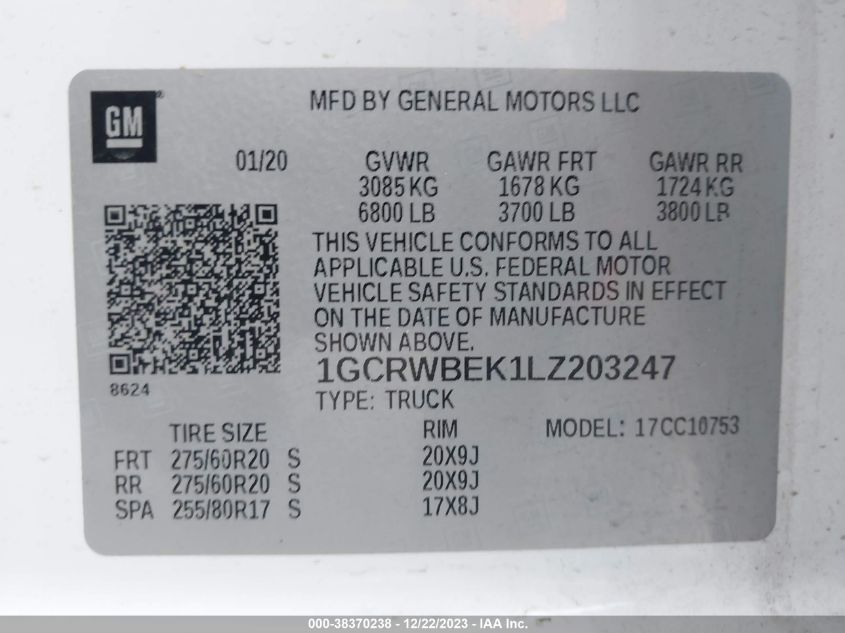 GM ®
MFD BY GENERAL MOTORS LLC
01/20 GVWR GAWR FRT GAWR RR
3085 KG 1678 KG 1724 KG
6800 LB 3700 LB 3800 LB
THIS VEHICLE CONFORMS TO ALL
APPLICABLE U.S. FEDERAL MOTOR
VEHICLE SAFETY STANDARDS IN EFFECT
ON THE DATE OF MANUFACTURE
SHOWN ABOVE.
1GCRWBEK1LZ203247
8624
TYPE: TRUCK
TIRE SIZE RIM MODEL: 17CC10753
FRT 275/60R20 S 20X9J
RR 275/60R20 S 20X9J
SPA 255/80R17 S 17X8J
000-38370238 - 12/22/2023 - IAA Inc.